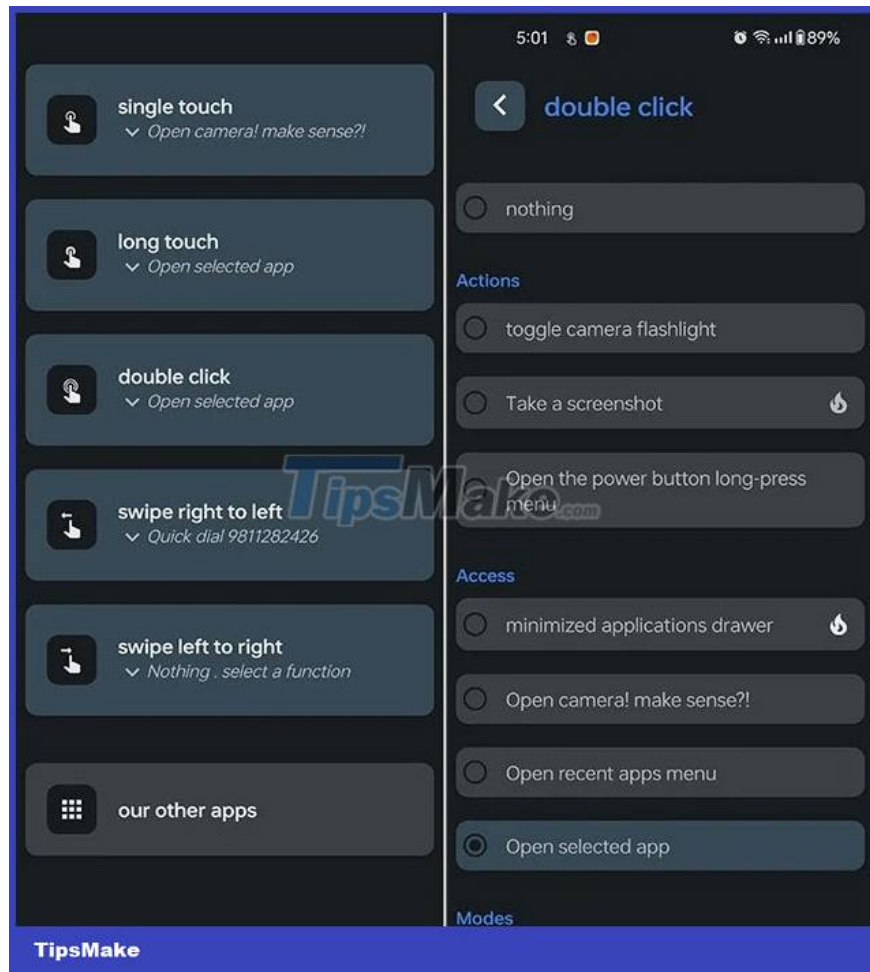 single touch
Open camera! make sense?!
long touch
Open selected app
double click
Open selected app
swipe right to left
Quick dial 9811282426
swipe left to right
Nothing . select a function
our other apps
5:01
89%
double click
nothing
Actions
toggle camera flashlight
Take a screenshot
Open the power button long-press
menu
Access
minimized applications drawer
Open camera! make sense?!
Open recent apps menu
Open selected app
Modes
TipsMake.com
TipsMake